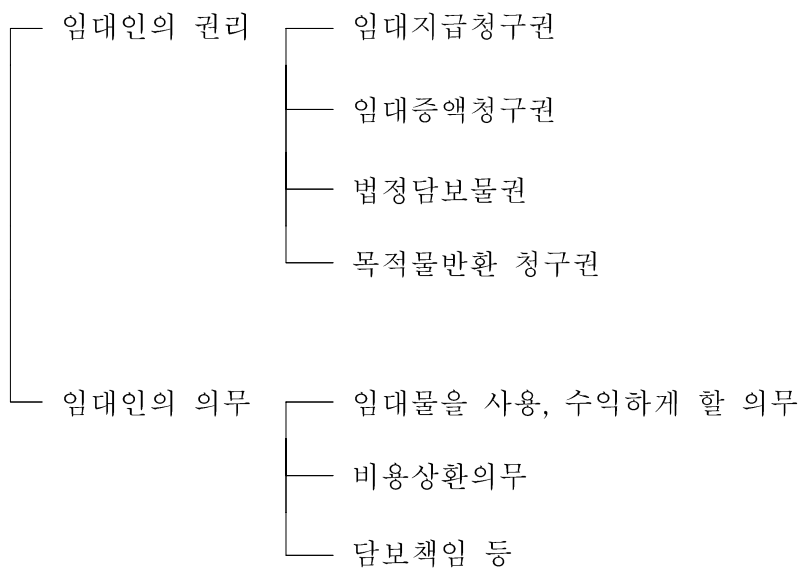 임대인의 권리
임대지급청구권
임대증액청구권
법정담보물권
목적물반환 청구권
임대인의 의무
임대물을 사용, 수익하게 할 의무
비용상환의무
담보책임 등